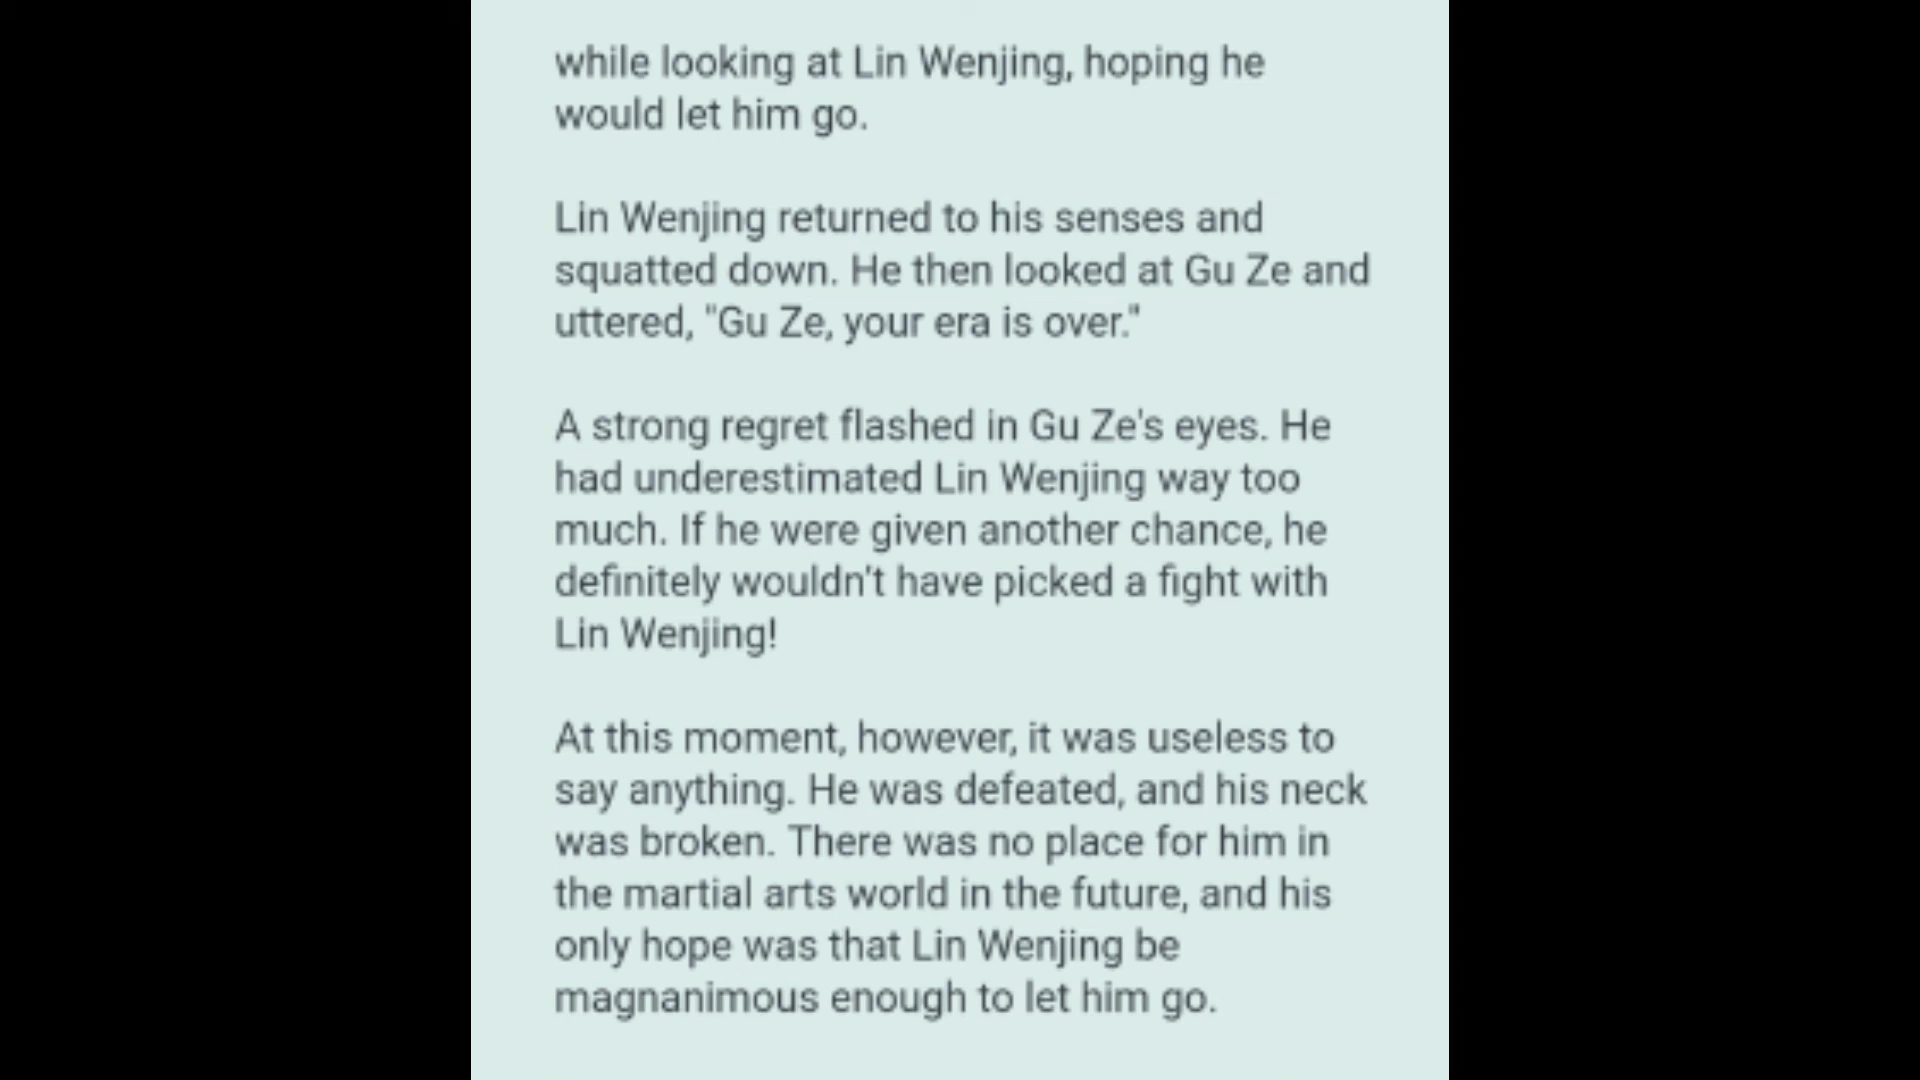 while looking at Lin Wenjing, hoping he
would let him go.
Lin Wenjing returned to his senses and
squatted down. He then looked at Gu Ze and
uttered, "Gu Ze, your era is over."
A strong regret flashed in Gu Ze's eyes. He
had underestimated Lin Wenjing way too
much. If he were given another chance, he
definitely wouldn't have picked a fight with
Lin Wenjing!
At this moment, however, it was useless to
say anything. He was defeated, and his neck
was broken. There was no place for him in
the martial arts world in the future, and his
only hope was that Lin Wenjing be
magnanimous enough to let him go.